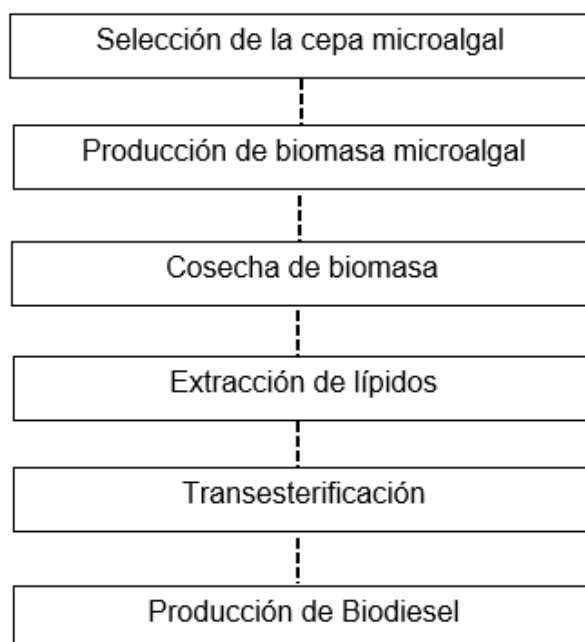 Selección de la cepa microalgal
Producción de biomasa microalgal
Cosecha de biomasa
Extracción de lípidos
Transesterificación
Producción de Biodiesel